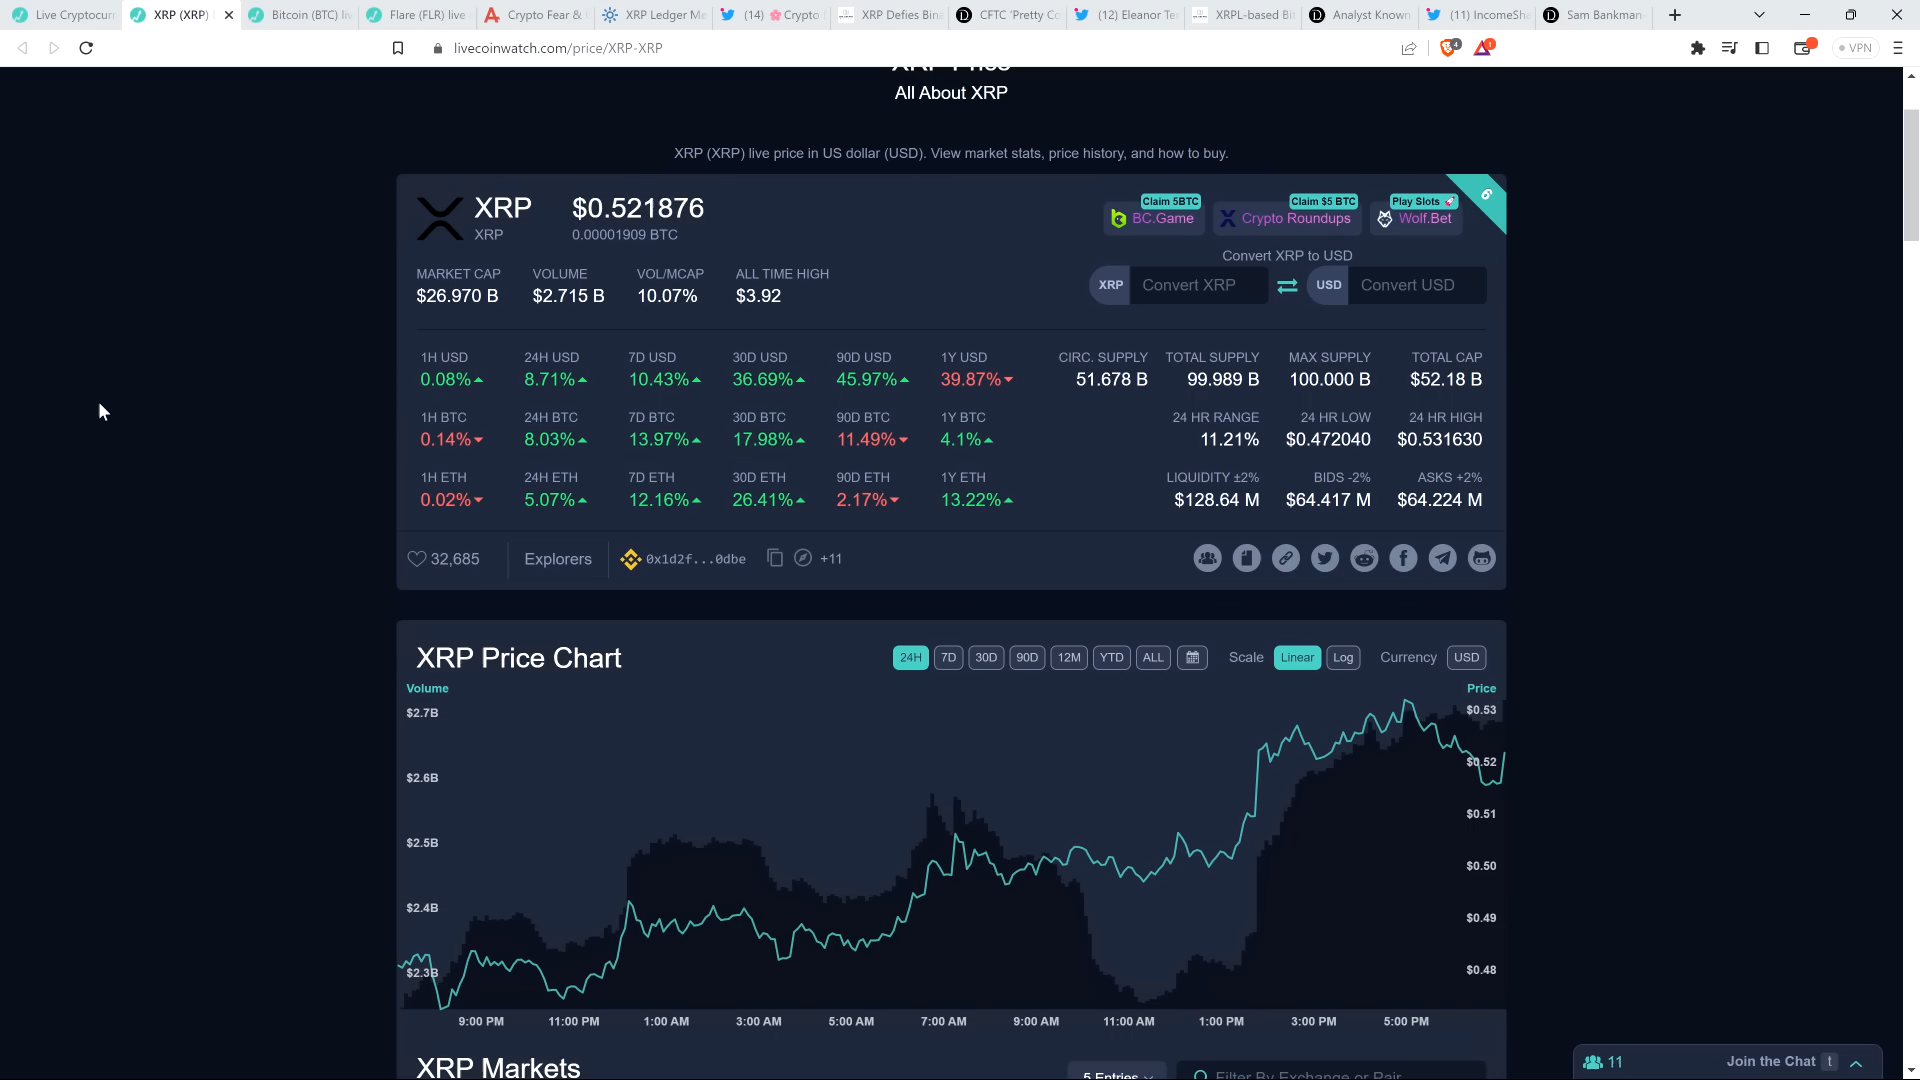 Live Cryptocurr
XRP (XRP)
Bitcoin (BTC) li
Flare (FLR) live
Crypto Fear &
XRP Ledger Me
(14) 🌸Crypto
XRP Defies Bin
CFTC 'Pretty Co
(12) Eleanor Te
XRPL-based Bi
Analyst Known
(11) IncomeSha
Sam Bankman
livecoinwatch.com/price/XRP-XRP
4
1
VPN
XRP Price
All About XRP
XRP (XRP) live price in US dollar (USD). View market stats, price history, and how to buy.
XRP $0.521876
XRP 0.00001909 BTC
Claim 5BTC Claim $5 BTC Play Slots 🚀
BC.Game Crypto Roundups Wolf.Bet
6
MARKET CAP VOLUME VOL/MCAP ALL TIME HIGH
$26.970 B $2.715 B 10.07% $3.92
Convert XRP to USD
XRP Convert XRP USD Convert USD
1H USD 24H USD 7D USD 30D USD 90D USD 1Y USD CIRC. SUPPLY TOTAL SUPPLY MAX SUPPLY TOTAL CAP
0.08% 8.71% 10.43% 36.69% 45.97% 39.87% 51.678 B 99.989 B 100.000 B $52.18 B
1H BTC 24H BTC 7D BTC 30D BTC 90D BTC 1Y BTC 24 HR RANGE 24 HR LOW 24 HR HIGH
0.14% 8.03% 13.97% 17.98% 11.49% 4.1% 11.21% $0.472040 $0.531630
1H ETH 24H ETH 7D ETH 30D ETH 90D ETH 1Y ETH LIQUIDITY ±2% BIDS -2% ASKS +2%
0.02% 5.07% 12.16% 26.41% 2.17% 13.22% $128.64 M $64.417 M $64.224 M
32,685 Explorers 0x1d2f...0dbe +11
XRP Price Chart
24H 7D 30D 90D 12M YTD ALL Scale Linear Log Currency USD
Volume Price
$2.7B $0.53
$2.6B $0.52
$0.51
$2.5B $0.50
$2.4B $0.49
$2.3B $0.48
9:00 PM 11:00 PM 1:00 AM 3:00 AM 5:00 AM 7:00 AM 9:00 AM 11:00 AM 1:00 PM 3:00 PM 5:00 PM
XRP Markets
5 Entries Filter By Exchange or Pair
11 Join the Chat t